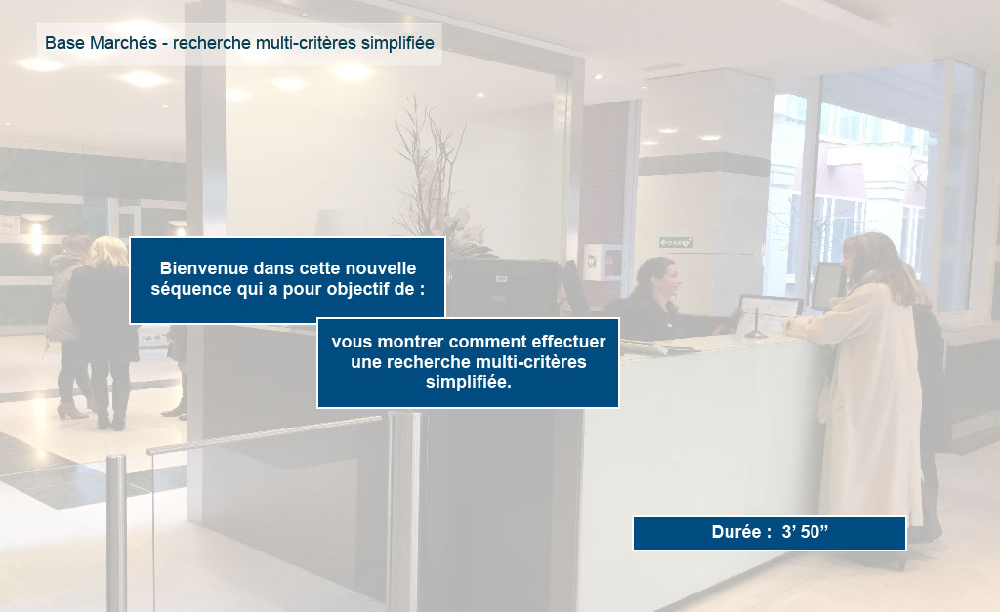 Base Marchés - recherche multi-critères simplifiée
Bienvenue dans cette nouvelle
séquence qui a pour objectif de :
vous montrer comment effectuer
une recherche multi-critères
simplifiée.
Durée :  3’ 50”